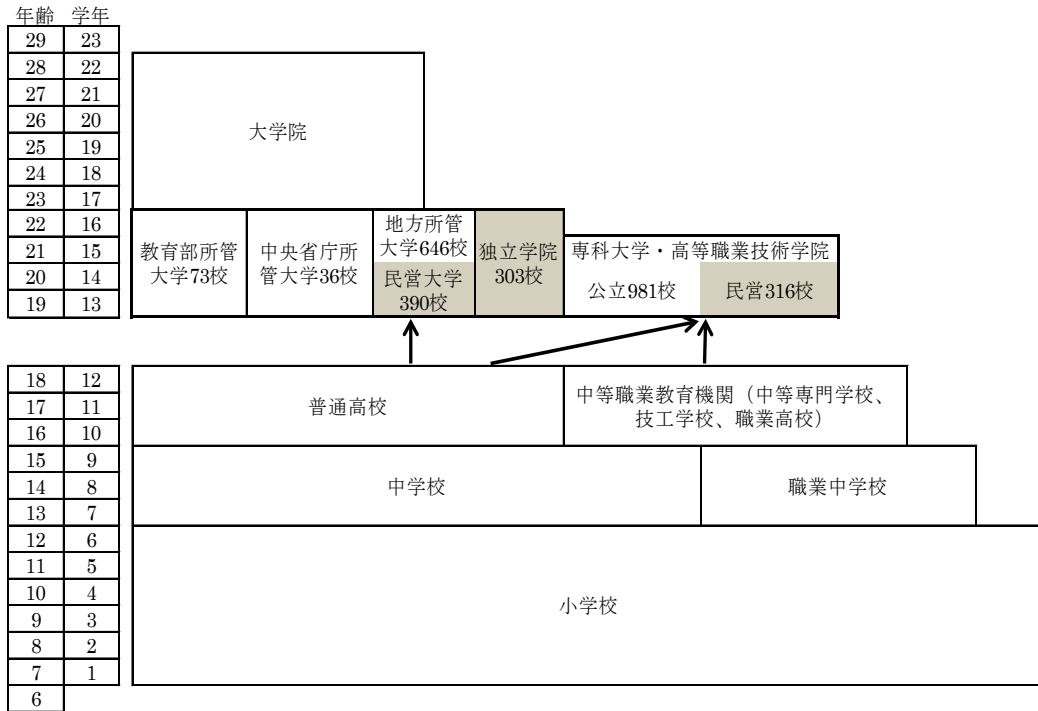 年齢 学年
29 23
28 22
27 21
26 20
25 19
24 18
23 17
22 16
21 15
20 14
19 13
大学院
教育部所管
大学73校
中央省庁所
管大学36校
地方所管
大学646校
民営大学
390校
独立学院
303校
専科大学・高等職業技術学院
公立981校
民営316校
18 12
17 11
16 10
15 9
14 8
13 7
12 6
11 5
10 4
9 3
8 2
7 1
6
普通高校
中等職業教育機関（中等専門学校、
技工学校、職業高校）
中学校
職業中学校
小学校